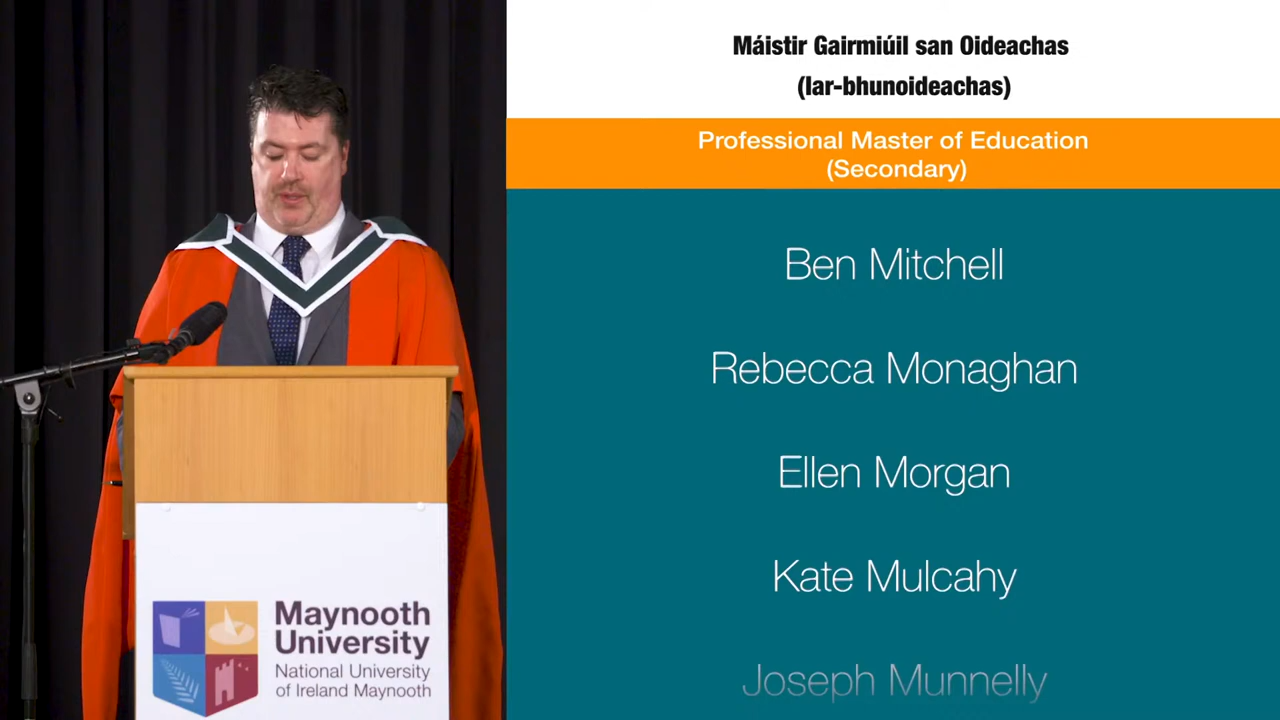 Máistir Gairmiúil san Oideachas
(Iar-bhunoideachas)
Professional Master of Education
(Secondary)
Ben Mitchell
Rebecca Monaghan
Ellen Morgan
Kate Mulcahy
Joseph Munnelly
Maynooth
University
National University
of Ireland Maynooth